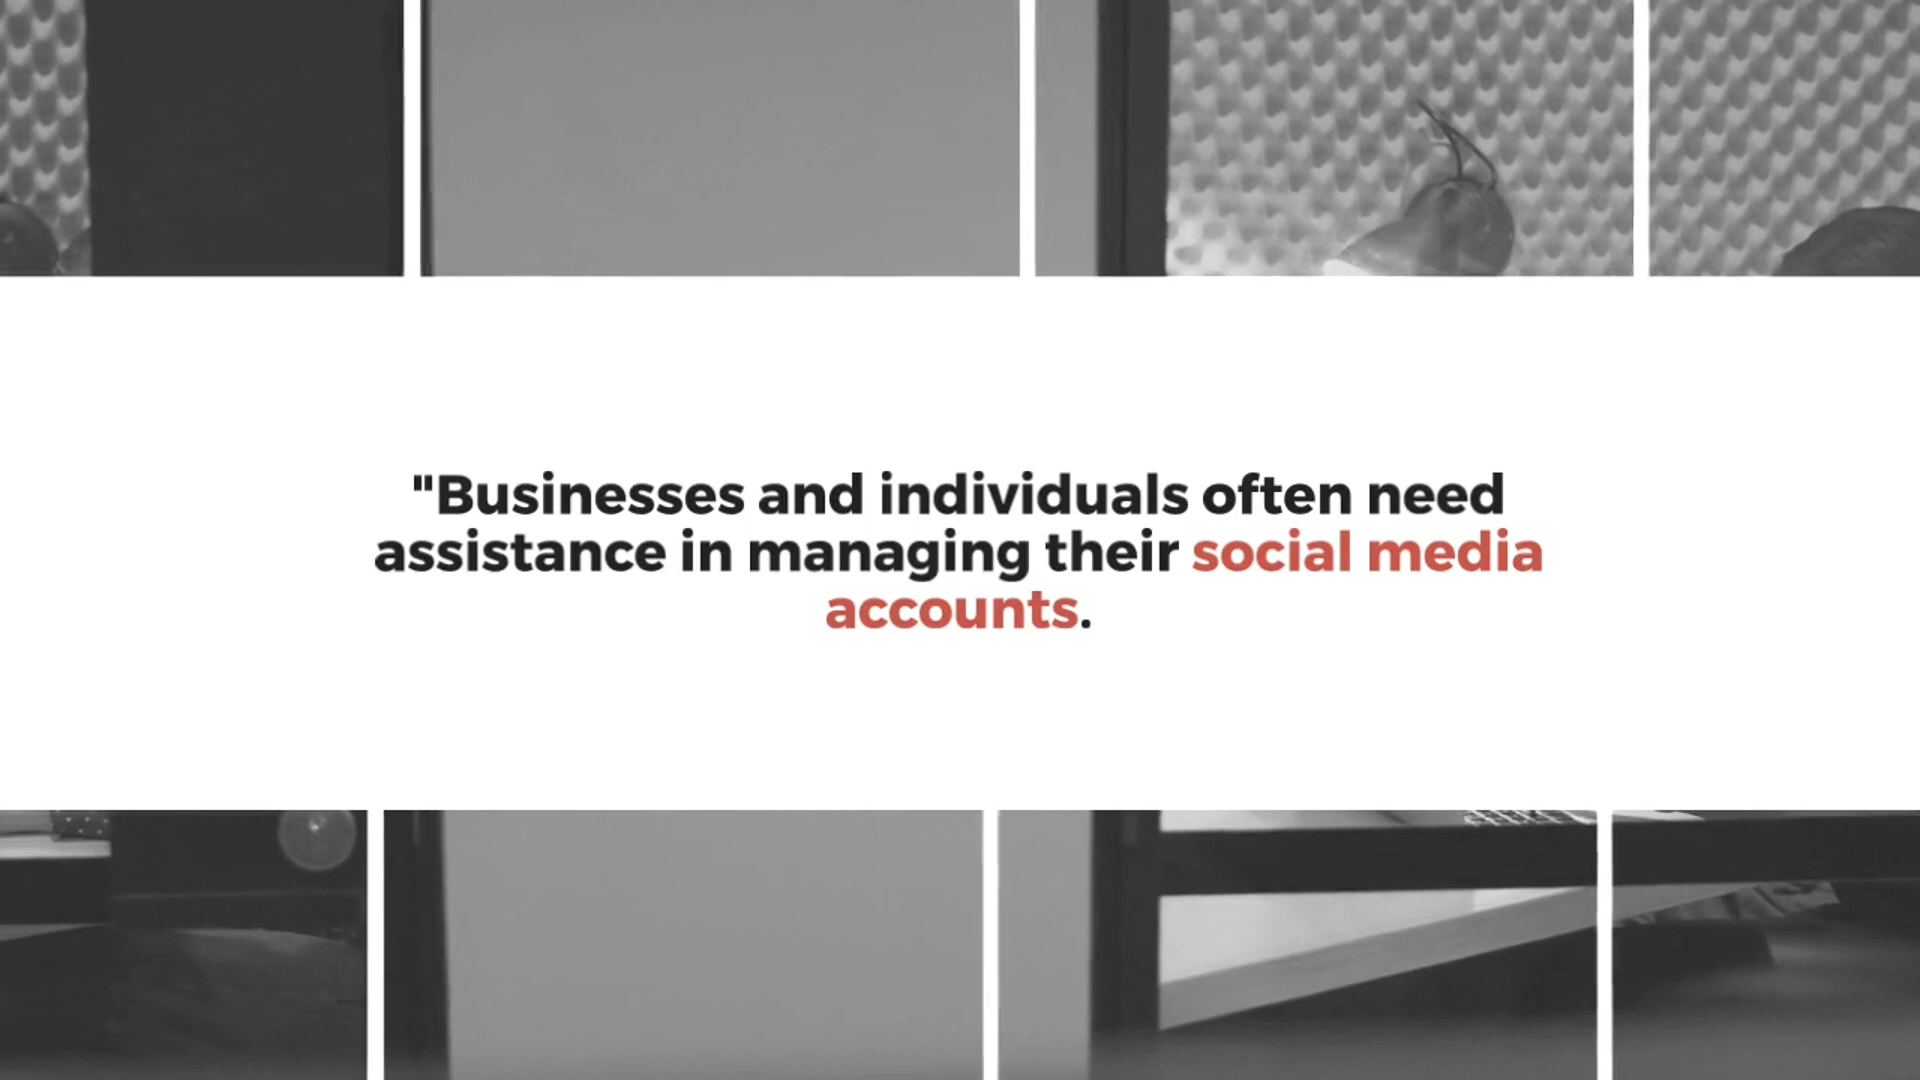 "Businesses and individuals often need
assistance in managing their social media
accounts.